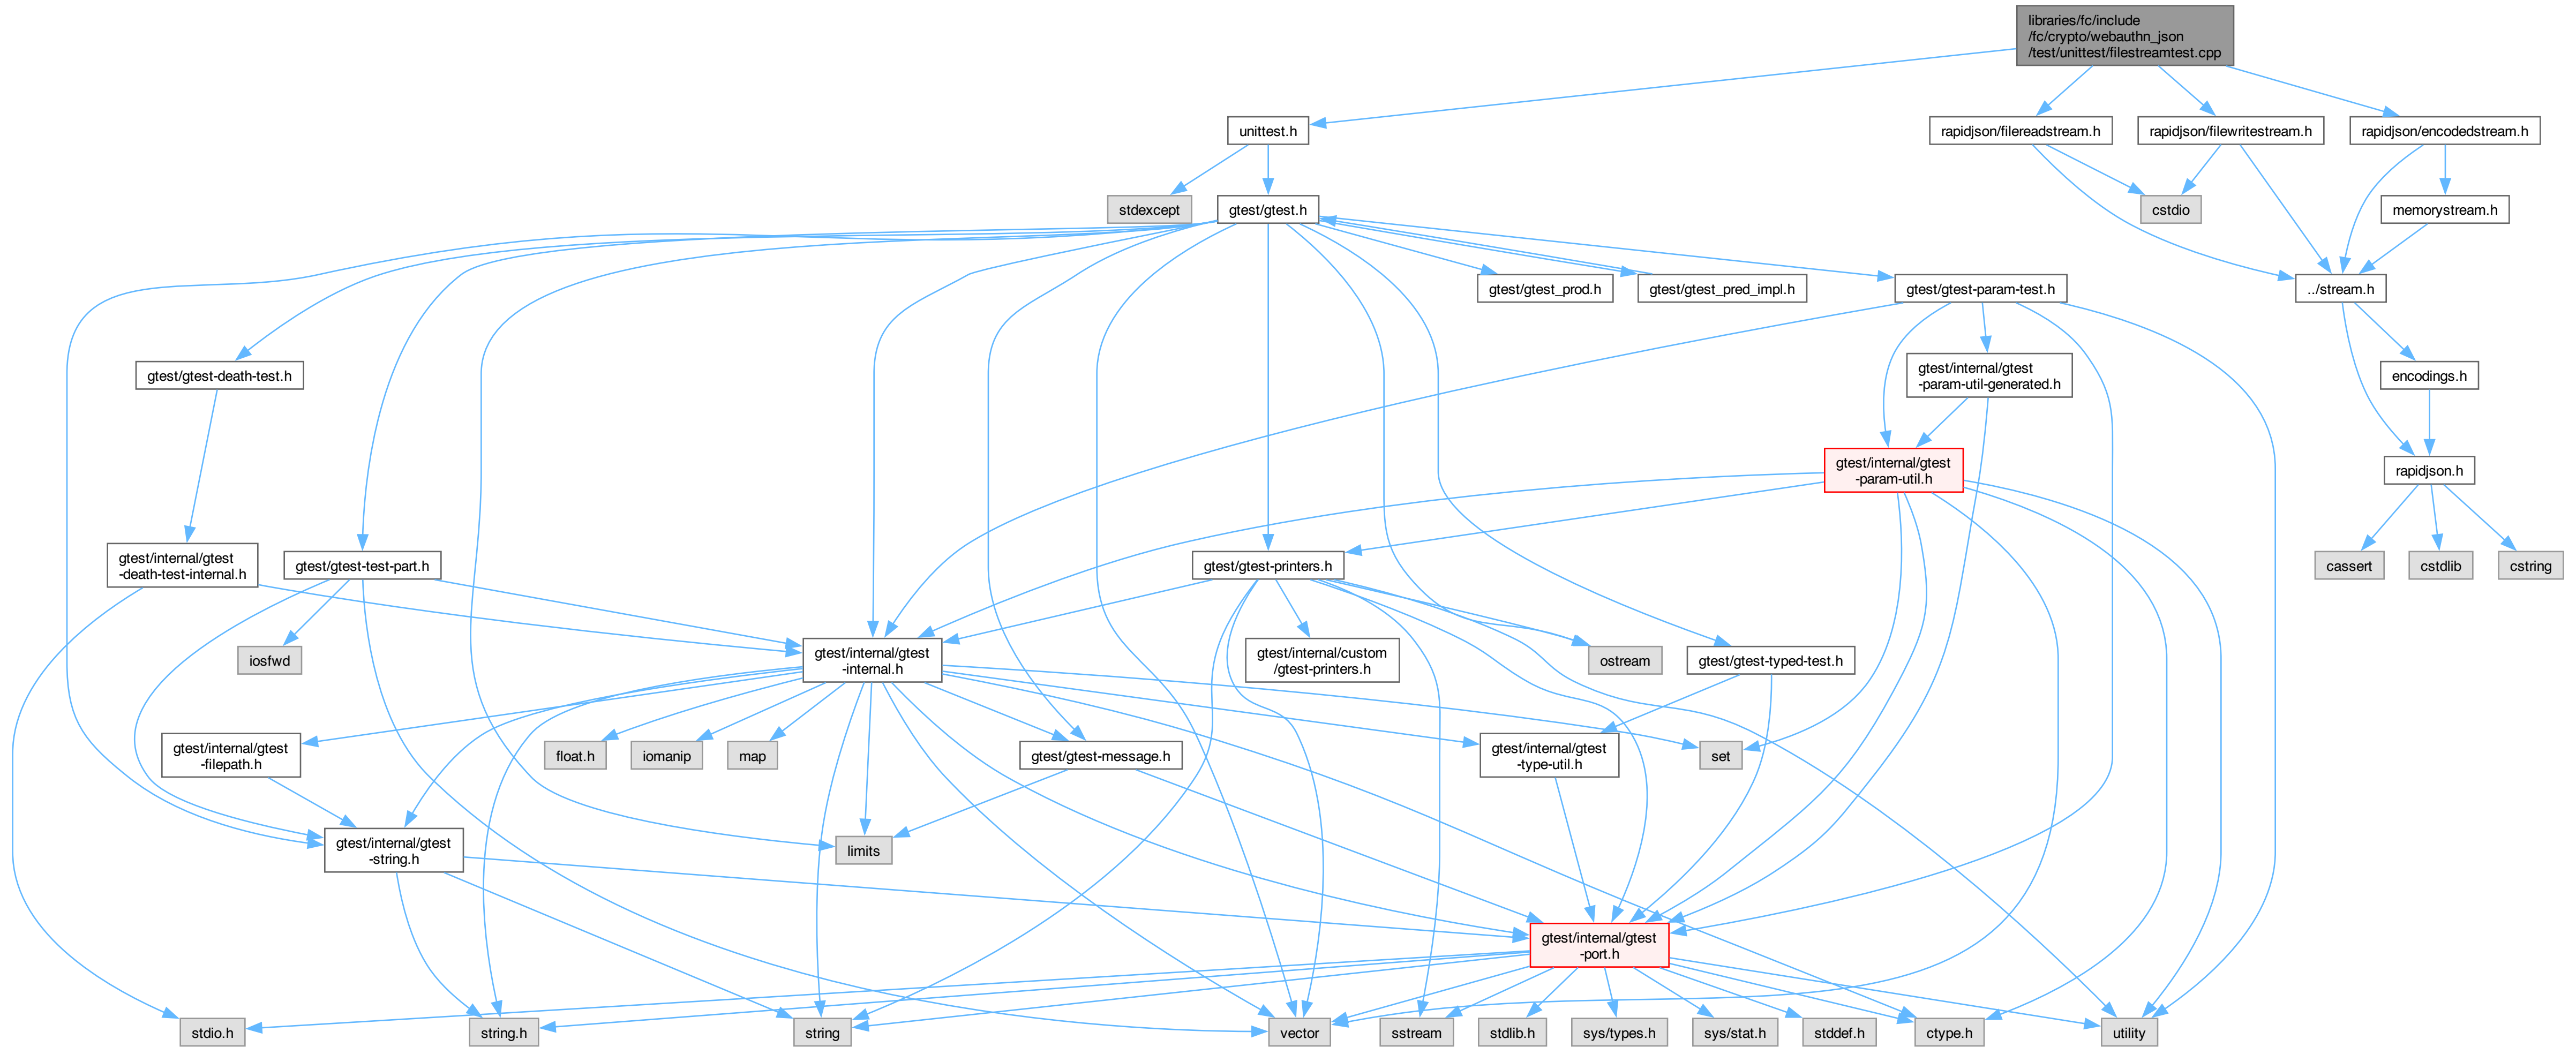 libraries/fc/include
/fc/crypto/webauthn_json
/test/unittest/filestreamtest.cpp
unittest.h
rapidjson/filereadstream.h
rapidjson/filewritestream.h
rapidjson/encodedstream.h
stdexcept
gtest/gtest.h
cstdio
memorystream.h
gtest/gtest_prod.h
gtest/gtest_pred_impl.h
gtest/gtest-param-test.h
../stream.h
gtest/gtest-death-test.h
gtest/internal/gtest
-param-util-generated.h
encodings.h
gtest/internal/gtest
-param-util.h
rapidjson.h
gtest/internal/gtest
-death-test-internal.h
gtest/gtest-test-part.h
gtest/gtest-printers.h
cassert
cstdlib
cstring
iosfwd
gtest/internal/gtest
-internal.h
gtest/internal/custom
/gtest-printers.h
ostream
gtest/gtest-typed-test.h
gtest/internal/gtest
-filepath.h
float.h
iomanip
map
gtest/gtest-message.h
gtest/internal/gtest
-type-util.h
set
gtest/internal/gtest
-string.h
limits
gtest/internal/gtest
-port.h
stdio.h
string.h
string
vector
sstream
stdlib.h
sys/types.h
sys/stat.h
stddef.h
ctype.h
utility